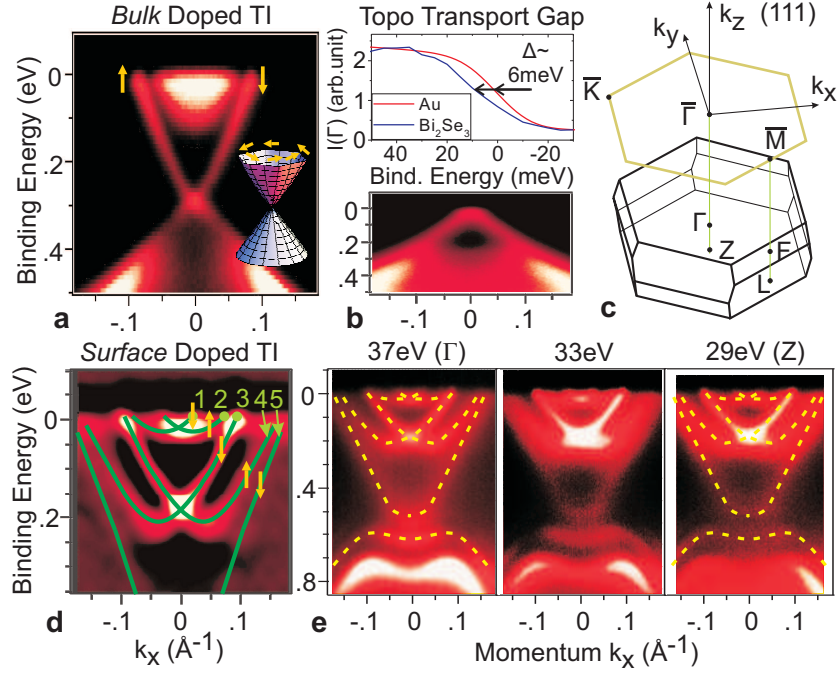 Bulk Doped TI
Binding Energy (eV)
0
.2
.4
-.1 0 .1
a
Topo Transport Gap
I(Γ) (arb.unit)
2
1
0
Δ~
6meV
Au
Bi₂Se₃
40 20 0 -20
Bind. Energy (meV)
0
.2
.4
-.1 0 .1
b
k_z (111)
k_y
k_x
K̅
Γ̅
M̅
Γ
Z
F
L
c
Surface Doped TI
Binding Energy (eV)
0
.2
1 2 3 45
-.1 0 .1
d
k_x (Å⁻¹)
37eV (Γ) 33eV 29eV (Z)
0
.4
.8
-.1 0 .1 -.1 0 .1 -.1 0 .1
e
Momentum k_x (Å⁻¹)